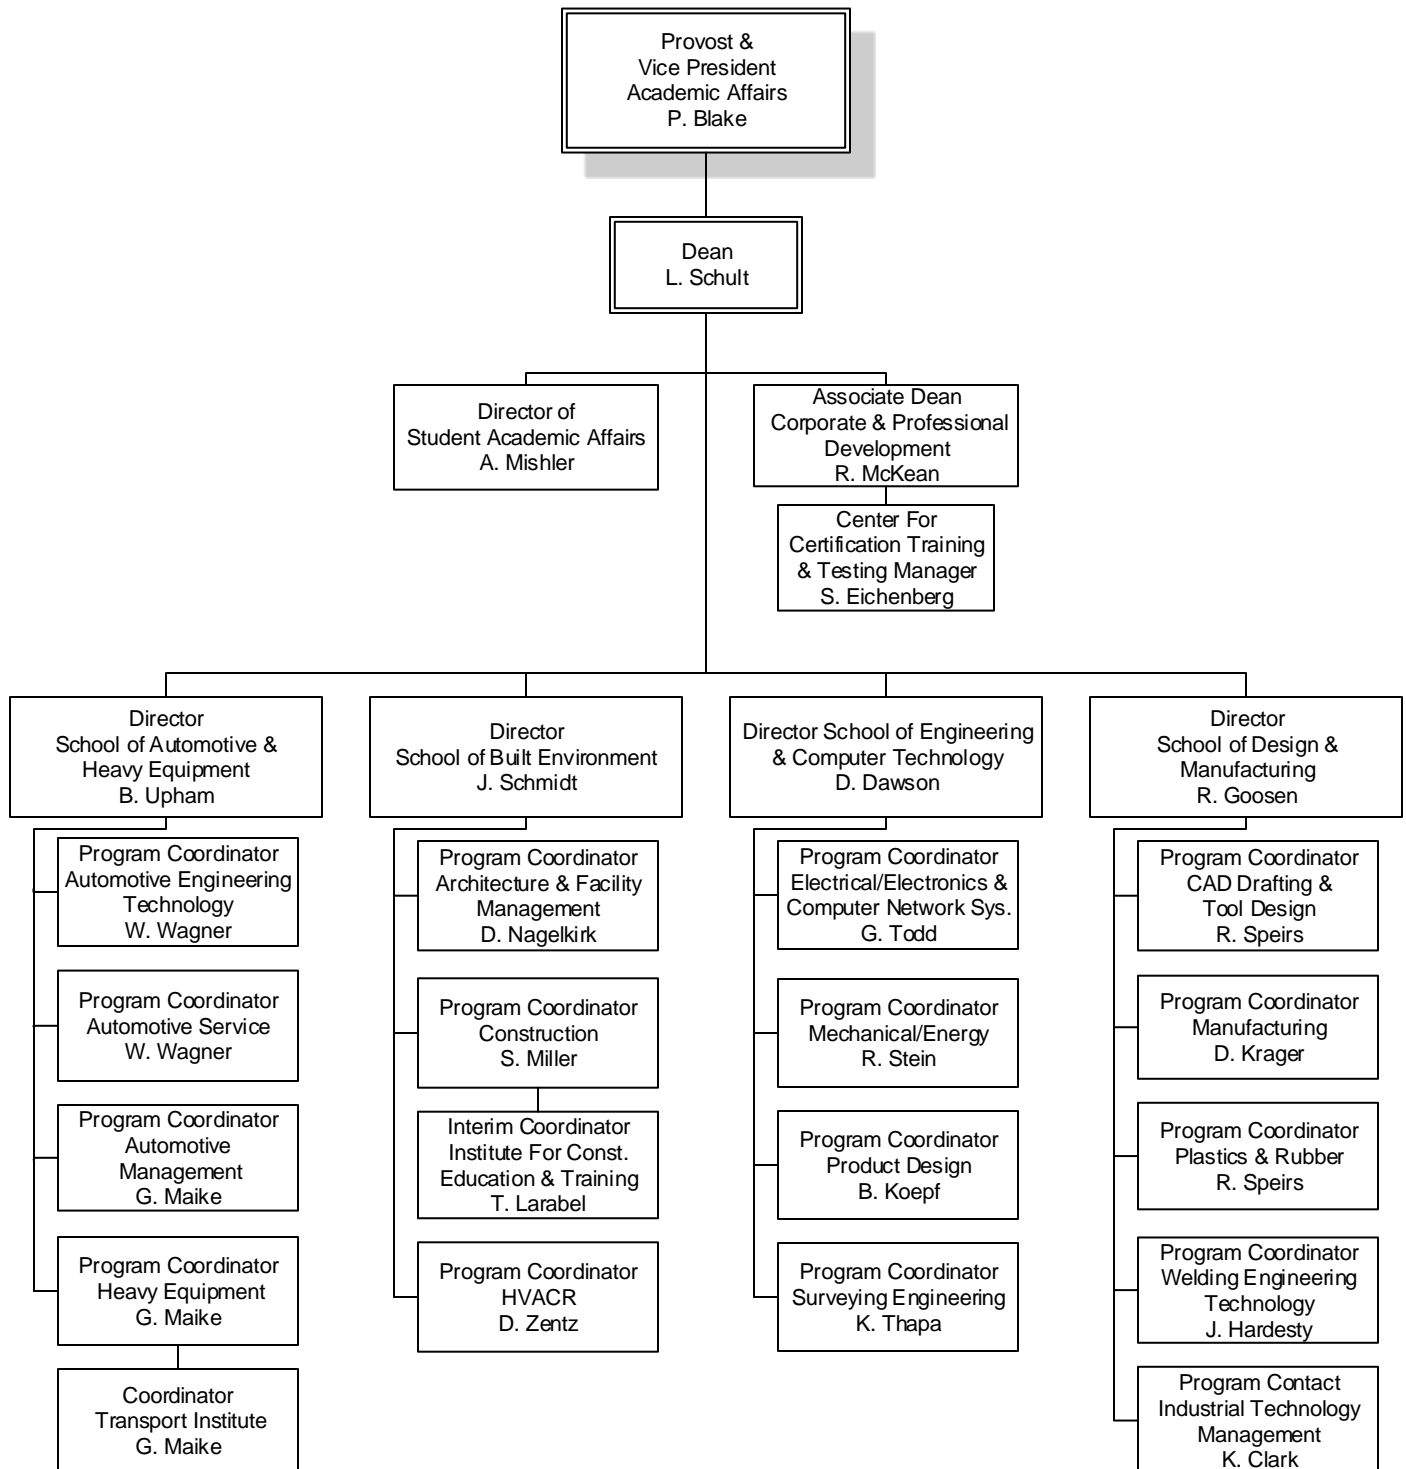 Provost &
Vice President
Academic Affairs
P. Blake
Dean
L. Schult
Director of
Student Academic Affairs
A. Mishler
Associate Dean
Corporate & Professional
Development
R. McKean
Center For
Certification Training
& Testing Manager
S. Eichenberg
Director
School of Automotive &
Heavy Equipment
B. Upham
Program Coordinator
Automotive Engineering
Technology
W. Wagner
Program Coordinator
Automotive Service
W. Wagner
Program Coordinator
Automotive
Management
G. Maike
Program Coordinator
Heavy Equipment
G. Maike
Coordinator
Transport Institute
G. Maike
Director
School of Built Environment
J. Schmidt
Program Coordinator
Architecture & Facility
Management
D. Nagelkirk
Program Coordinator
Construction
S. Miller
Interim Coordinator
Institute For Const.
Education & Training
T. Larabel
Program Coordinator
HVACR
D. Zentz
Director School of Engineering
& Computer Technology
D. Dawson
Program Coordinator
Electrical/Electronics &
Computer Network Sys.
G. Todd
Program Coordinator
Mechanical/Energy
R. Stein
Program Coordinator
Product Design
B. Koepf
Program Coordinator
Surveying Engineering
K. Thapa
Director
School of Design &
Manufacturing
R. Goosen
Program Coordinator
CAD Drafting &
Tool Design
R. Speirs
Program Coordinator
Manufacturing
D. Krager
Program Coordinator
Plastics & Rubber
R. Speirs
Program Coordinator
Welding Engineering
Technology
J. Hardesty
Program Contact
Industrial Technology
Management
K. Clark